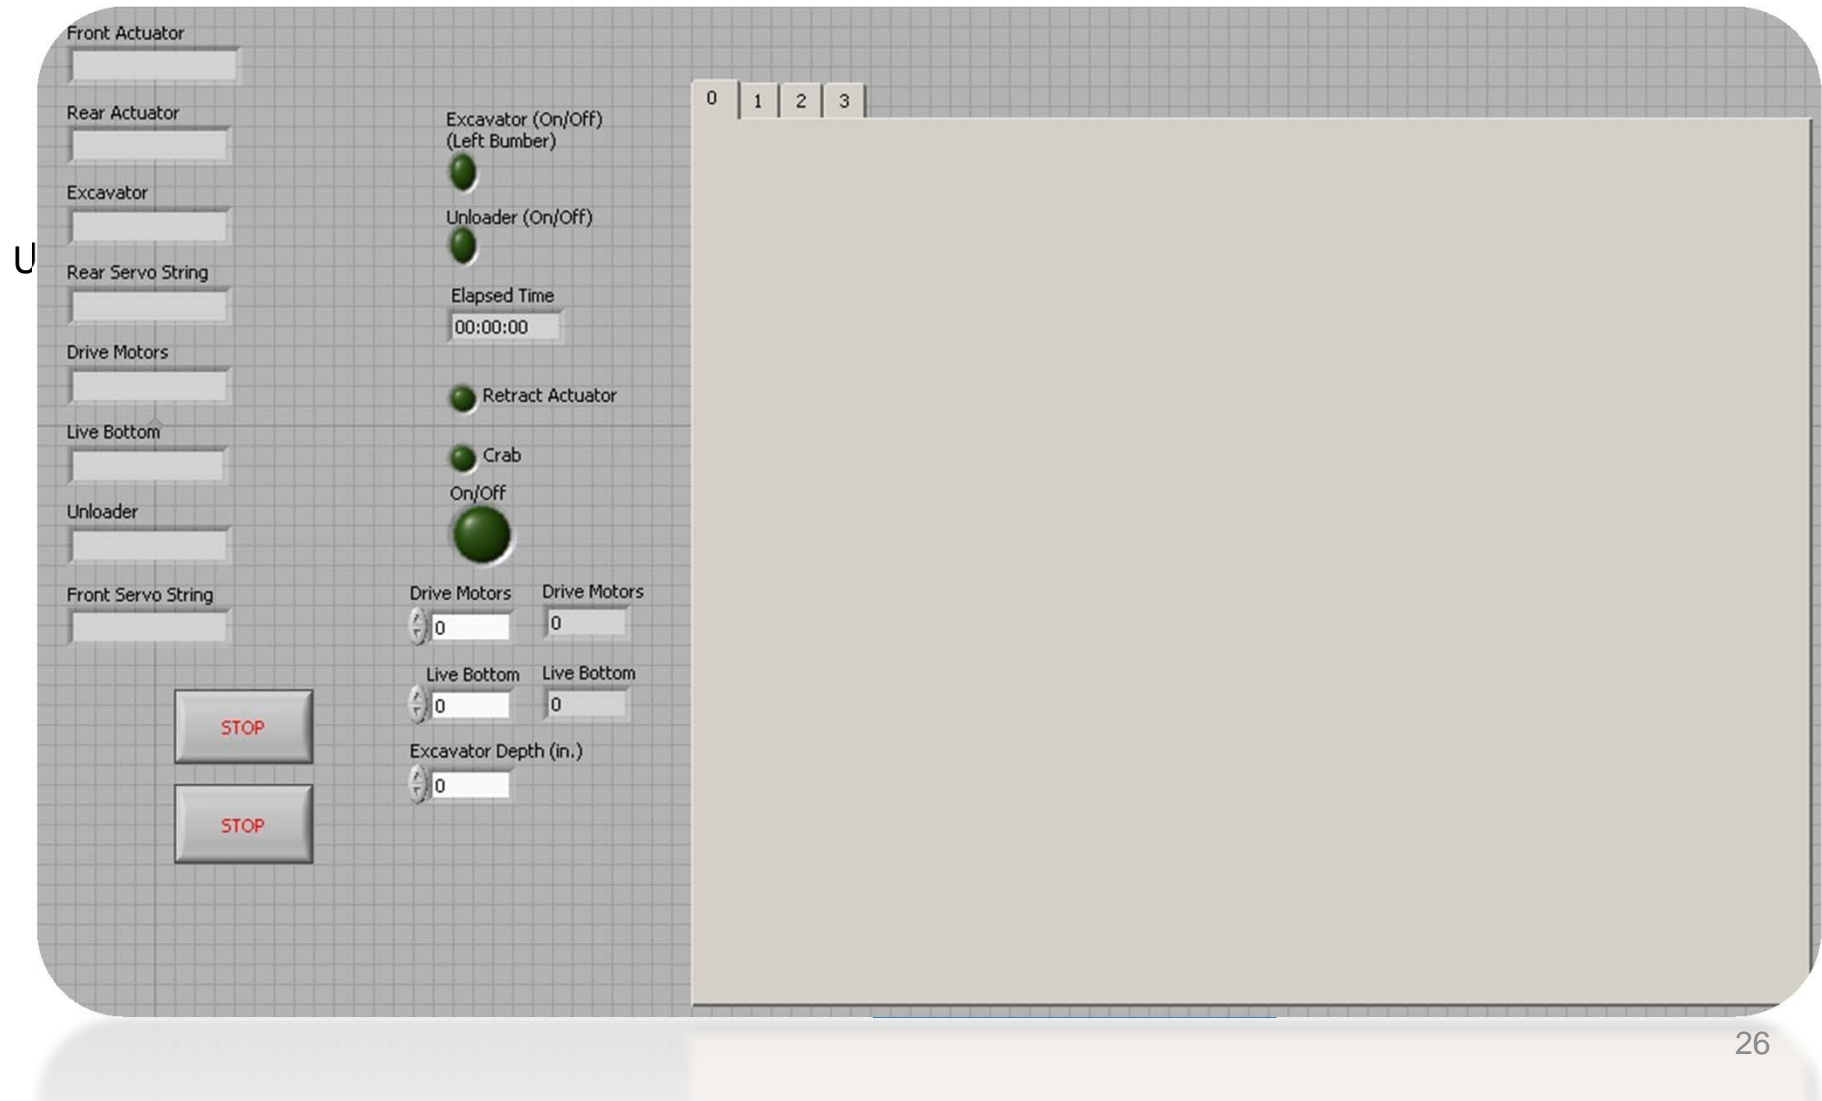 Front Actuator
Rear Actuator
Excavator
U
Rear Servo String
Drive Motors
Live Bottom
Unloader
Front Servo String
STOP
STOP
Excavator (On/Off)
(Left Bumber)
Unloader (On/Off)
Elapsed Time
00:00:00
Retract Actuator
Crab
On/Off
Drive Motors Drive Motors
0 0
Live Bottom Live Bottom
0 0
Excavator Depth (in.)
0
0 1 2 3
26